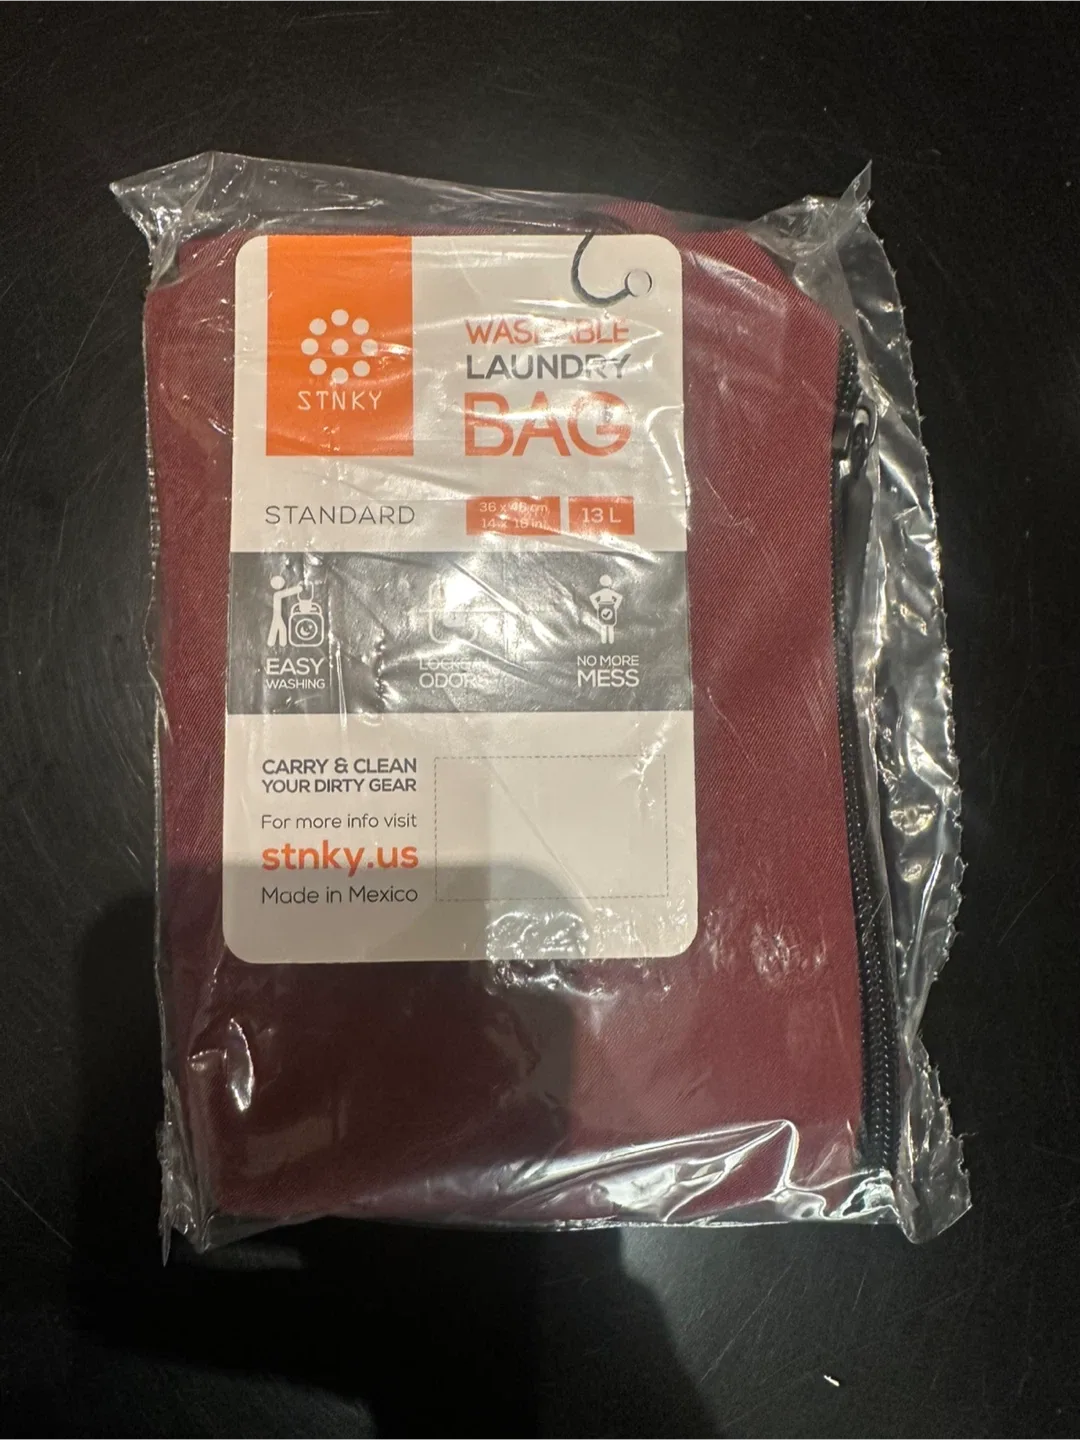 STNKY
WASHABLE
LAUNDRY
BAG
STANDARD
36 x 46 cm
14 x 18 in
13 L
EASY
WASHING
LOCKS IN
ODORS
NO MORE
MESS
CARRY & CLEAN
YOUR DIRTY GEAR
For more info visit
stnky.us
Made in Mexico